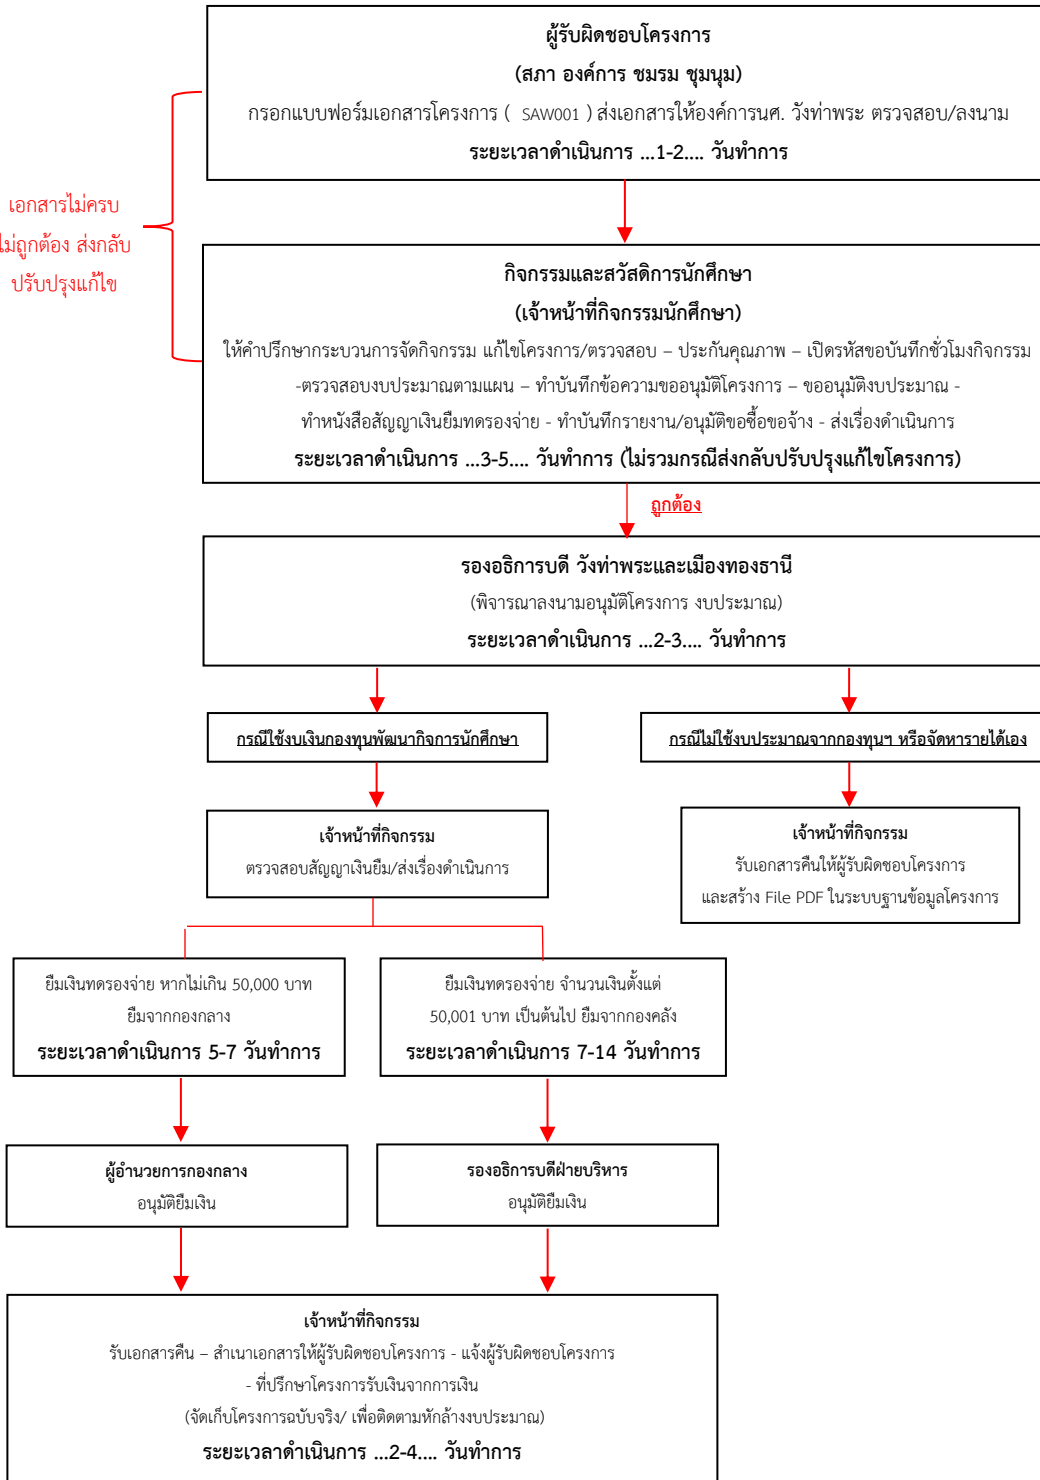 ผู้รับผิดชอบโครงการ
(สภา องค์การ ชมรม ชุมนุม)
กรอกแบบฟอร์มเอกสารโครงการ ( SAW001 ) ส่งเอกสารให้องค์การนศ. วังท่าพระ ตรวจสอบ/ลงนาม
ระยะเวลาดำเนินการ ...1-2.... วันทำการ
เอกสารไม่ครบ
ไม่ถูกต้อง ส่งกลับ
ปรับปรุงแก้ไข
กิจกรรมและสวัสดิการนักศึกษา
(เจ้าหน้าที่กิจกรรมนักศึกษา)
ให้คำปรึกษากระบวนการจัดกิจกรรม แก้ไขโครงการ/ตรวจสอบ – ประกันคุณภาพ – เปิดรหัสขอบันทึกชั่วโมงกิจกรรม
-ตรวจสอบงบประมาณตามแผน – ทำบันทึกข้อความขออนุมัติโครงการ – ขออนุมัติงบประมาณ -
ทำหนังสือสัญญาเงินยืมทดรองจ่าย - ทำบันทึกรายงาน/อนุมัติขอซื้อขอจ้าง - ส่งเรื่องดำเนินการ
ระยะเวลาดำเนินการ ...3-5.... วันทำการ (ไม่รวมกรณีส่งกลับปรับปรุงแก้ไขโครงการ)
ถูกต้อง
รองอธิการบดี วังท่าพระและเมืองทองธานี
(พิจารณาลงนามอนุมัติโครงการ งบประมาณ)
ระยะเวลาดำเนินการ ...2-3.... วันทำการ
กรณีใช้งบเงินกองทุนพัฒนากิจการนักศึกษา
กรณีไม่ใช้งบประมาณจากกองทุนฯ หรือจัดหารายได้เอง
เจ้าหน้าที่กิจกรรม
ตรวจสอบสัญญาเงินยืม/ส่งเรื่องดำเนินการ
เจ้าหน้าที่กิจกรรม
รับเอกสารคืนให้ผู้รับผิดชอบโครงการ
และสร้าง File PDF ในระบบฐานข้อมูลโครงการ
ยืมเงินทดรองจ่าย หากไม่เกิน 50,000 บาท
ยืมจากกองกลาง
ระยะเวลาดำเนินการ 5-7 วันทำการ
ยืมเงินทดรองจ่าย จำนวนเงินตั้งแต่
50,001 บาท เป็นต้นไป ยืมจากกองคลัง
ระยะเวลาดำเนินการ 7-14 วันทำการ
ผู้อำนวยการกองกลาง
อนุมัติยืมเงิน
รองอธิการบดีฝ่ายบริหาร
อนุมัติยืมเงิน
เจ้าหน้าที่กิจกรรม
รับเอกสารคืน – สำเนาเอกสารให้ผู้รับผิดชอบโครงการ - แจ้งผู้รับผิดชอบโครงการ
- ที่ปรึกษาโครงการรับเงินจากการเงิน
(จัดเก็บโครงการฉบับจริง/ เพื่อติดตามหักล้างงบประมาณ)
ระยะเวลาดำเนินการ ...2-4.... วันทำการ